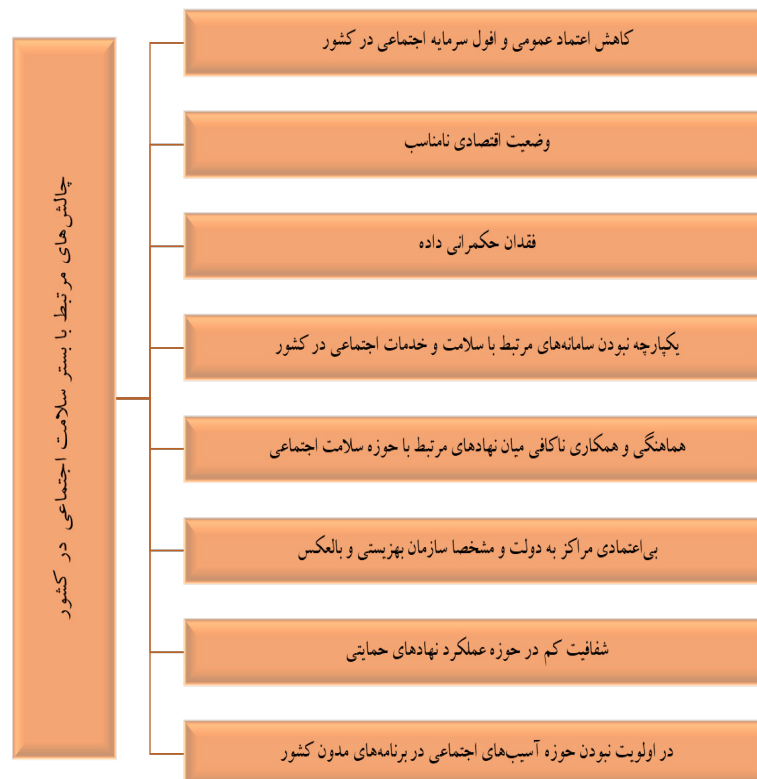 چالش‌های مرتبط با بستر سلامت اجتماعی در کشور
کاهش اعتماد عمومی و افول سرمایه اجتماعی در کشور
وضعیت اقتصادی نامناسب
فقدان حکمرانی داده
یکپارچه نبودن سامانه‌های مرتبط با سلامت و خدمات اجتماعی در کشور
هماهنگی و همکاری ناکافی میان نهادهای مرتبط با حوزه سلامت اجتماعی
بی‌اعتمادی مراکز به دولت و مشخصا سازمان بهزیستی و بالعکس
شفافیت کم در حوزه عملکرد نهادهای حمایتی
در اولویت نبودن حوزه آسیب‌های اجتماعی در برنامه‌های مدون کشور